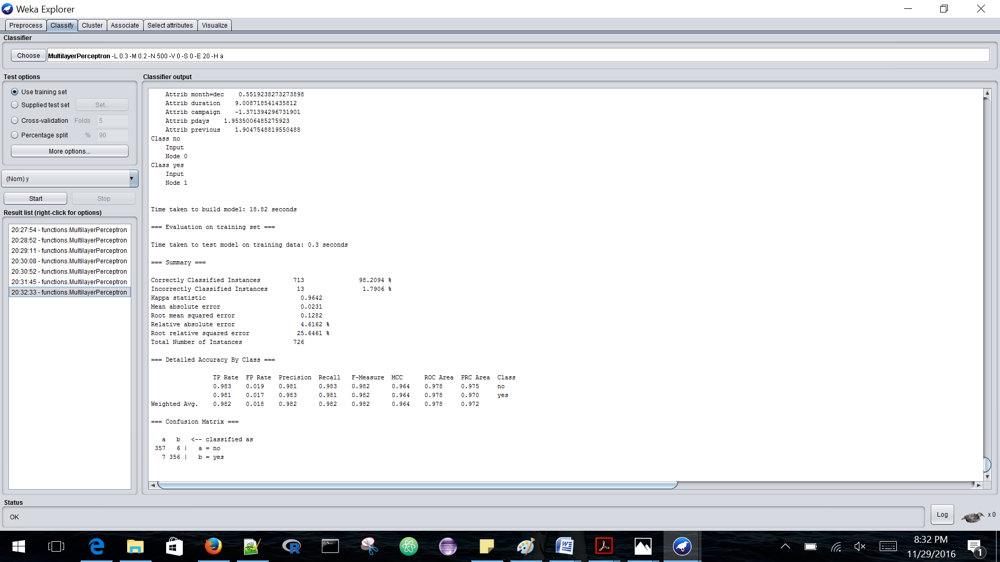 Weka Explorer
Preprocess Classify Cluster Associate Select attributes Visualize
Classifier
Choose MultilayerPerceptron -L 0.3 -M 0.2 -N 500 -V 0 -S 0 -E 20 -H a
Test options
Use training set
Supplied test set Set...
Cross-validation Folds 5
Percentage split % 90
More options...
(Nom) y
Start Stop
Result list (right-click for options)
20:27:54 - functions.MultilayerPerceptron
20:28:52 - functions.MultilayerPerceptron
20:29:11 - functions.MultilayerPerceptron
20:30:08 - functions.MultilayerPerceptron
20:30:52 - functions.MultilayerPerceptron
20:31:45 - functions.MultilayerPerceptron
20:32:33 - functions.MultilayerPerceptron
Classifier output
Attrib month=dec 0.5519238273273898
Attrib duration 9.008718541435812
Attrib campaign -1.371394296731901
Attrib pdays 1.9535006485275923
Attrib previous 1.9047548819550488
Class no
Input
Node 0
Class yes
Input
Node 1
Time taken to build model: 18.82 seconds
=== Evaluation on training set ===
Time taken to test model on training data: 0.3 seconds
=== Summary ===
Correctly Classified Instances 713 98.2094 %
Incorrectly Classified Instances 13 1.7906 %
Kappa statistic 0.9642
Mean absolute error 0.0231
Root mean squared error 0.1282
Relative absolute error 4.6162 %
Root relative squared error 25.6461 %
Total Number of Instances 726
=== Detailed Accuracy By Class ===
TP Rate FP Rate Precision Recall F-Measure MCC ROC Area PRC Area Class
0.983 0.019 0.981 0.983 0.982 0.964 0.978 0.975 no
0.981 0.017 0.983 0.981 0.982 0.964 0.978 0.970 yes
Weighted Avg. 0.982 0.018 0.982 0.982 0.982 0.964 0.978 0.972
=== Confusion Matrix ===
a b <-- classified as
357 6 | a = no
7 356 | b = yes
Status
OK
Log
x 0
8:32 PM
11/29/2016
1